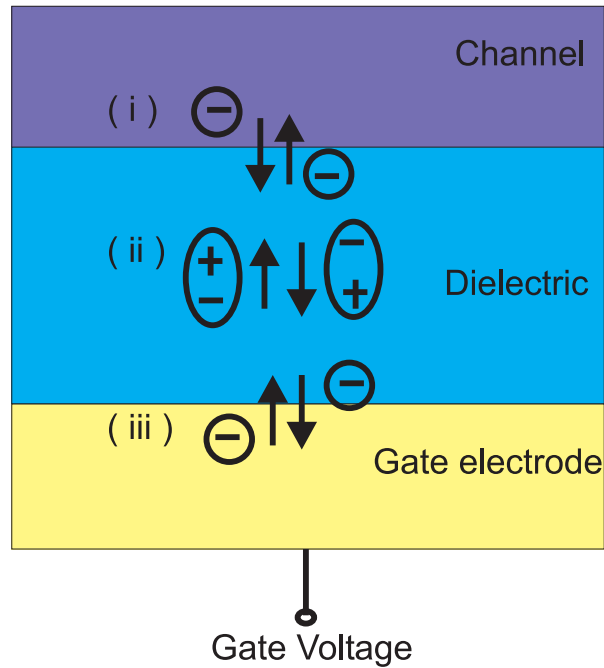 Channel
( i )
−
−
( ii )
+
−
−
+
Dielectric
−
( iii )
−
Gate electrode
Gate Voltage